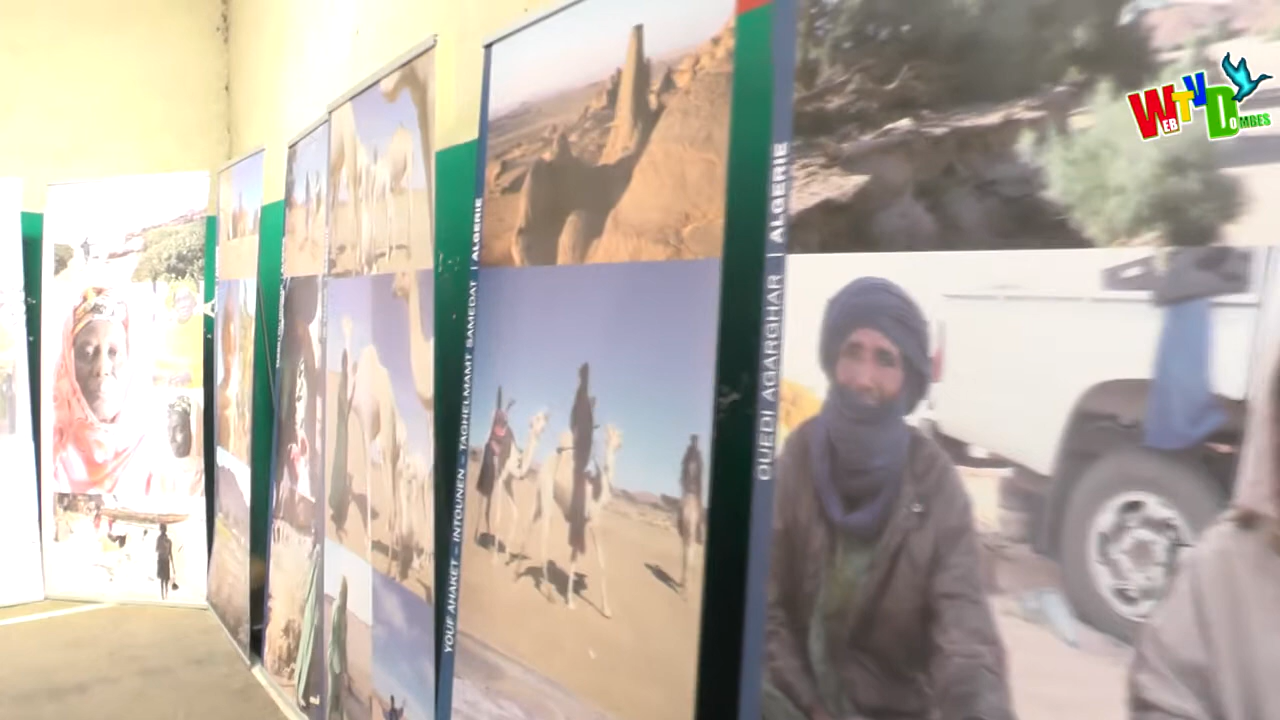 WEB TV DOMBES
YOUF AHAKET – INTOUNEN – TAGHELMAMT SAMEDAT | ALGERIE
OUEDI AGARGHAR | ALGERIE